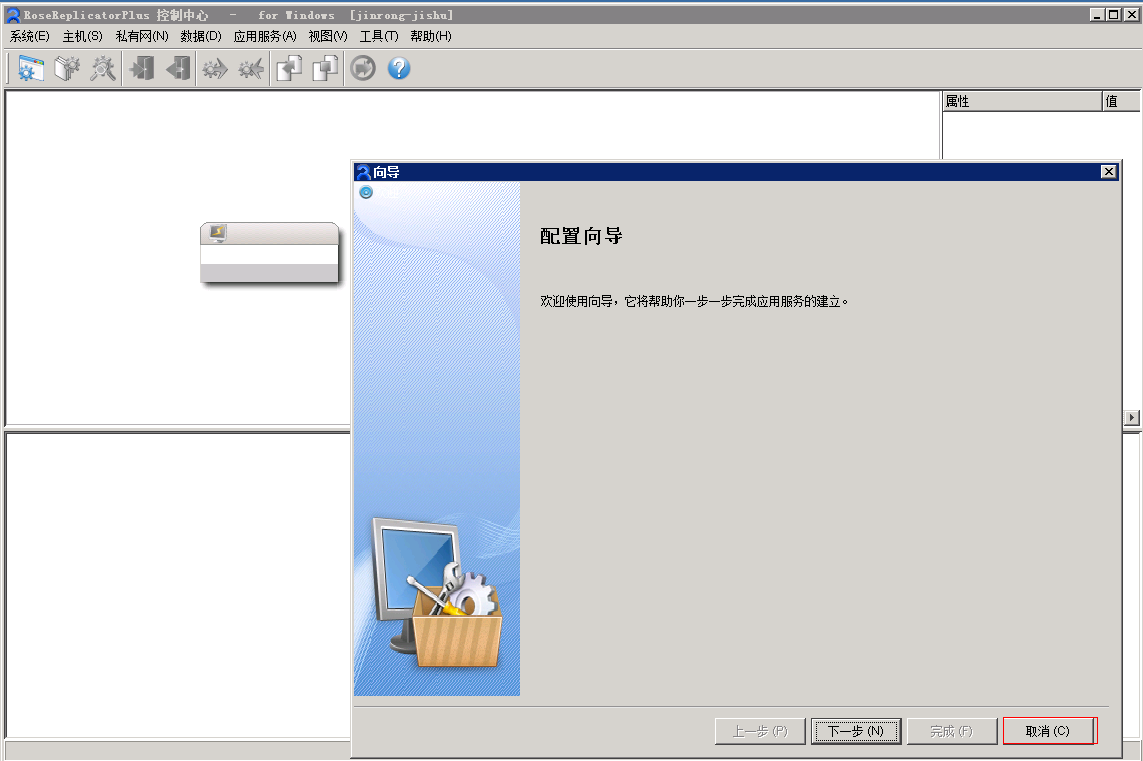 RoseReplicatorPlus 控制中心 - for Windows [jinrong-jishu]
系统(E) 主机(S) 私有网(N) 数据(D) 应用服务(A) 视图(V) 工具(T) 帮助(H)
属性 值
向导
配置向导
欢迎使用向导，它将帮助你一步一步完成应用服务的建立。
上一步(P) 下一步(N) 完成(F) 取消(C)